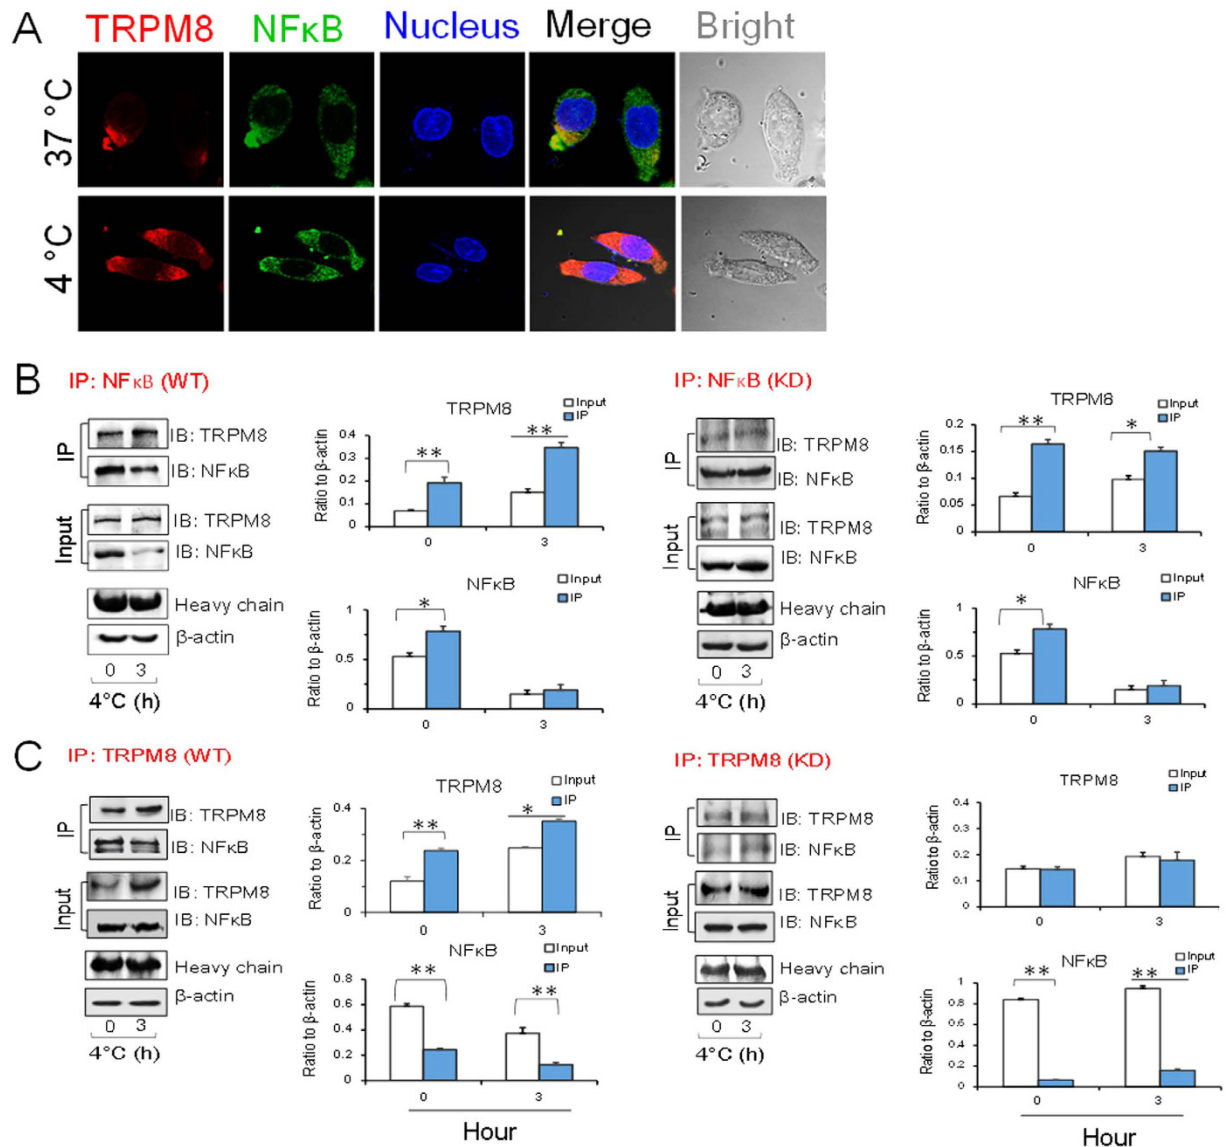 A
TRPM8 NFκB Nucleus Merge Bright
37 °C
4 °C
B
IP: NFκB (WT)
IP
IB: TRPM8
IB: NFκB
Input
IB: TRPM8
IB: NFκB
Heavy chain
β-actin
0 3
4°C (h)
TRPM8
Input
IP
Ratio to β-actin
0.4
0.3
0.2
0.1
0
** **
0 3
NFκB
Input
IP
Ratio to β-actin
1
0.5
0
*
0 3
IP: NFκB (KD)
IP
IB: TRPM8
IB: NFκB
Input
IB: TRPM8
IB: NFκB
Heavy chain
β-actin
0 3
4°C (h)
TRPM8
Input
IP
Ratio to β-actin
0.2
0.15
0.1
0.05
0
** *
0 3
NFκB
Input
IP
Ratio to β-actin
1
0.5
0
*
0 3
C
IP: TRPM8 (WT)
IP
IB: TRPM8
IB: NFκB
Input
IB: TRPM8
IB: NFκB
Heavy chain
β-actin
0 3
4°C (h)
TRPM8
Input
IP
Ratio to β-actin
0.4
0.2
0
** *
0 3
NFκB
Input
IP
Ratio to β-actin
0.8
0.6
0.4
0.2
0
** **
0 3
Hour
IP: TRPM8 (KD)
IP
IB: TRPM8
IB: NFκB
Input
IB: TRPM8
IB: NFκB
Heavy chain
β-actin
0 3
4°C (h)
TRPM8
Input
IP
Ratio to β-actin
0.4
0.3
0.2
0.1
0
0 3
NFκB
Input
IP
Ratio to β-actin
1
0.8
0.6
0.4
0.2
0
** **
0 3
Hour